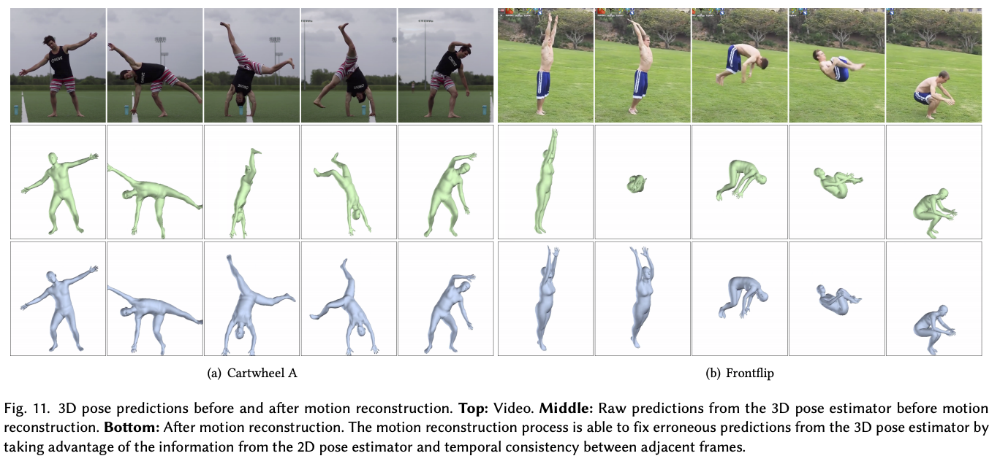 (a) Cartwheel A
(b) Frontflip
Fig. 11. 3D pose predictions before and after motion reconstruction. Top: Video. Middle: Raw predictions from the 3D pose estimator before motion
reconstruction. Bottom: After motion reconstruction. The motion reconstruction process is able to fix erroneous predictions from the 3D pose estimator by
taking advantage of the information from the 2D pose estimator and temporal consistency between adjacent frames.